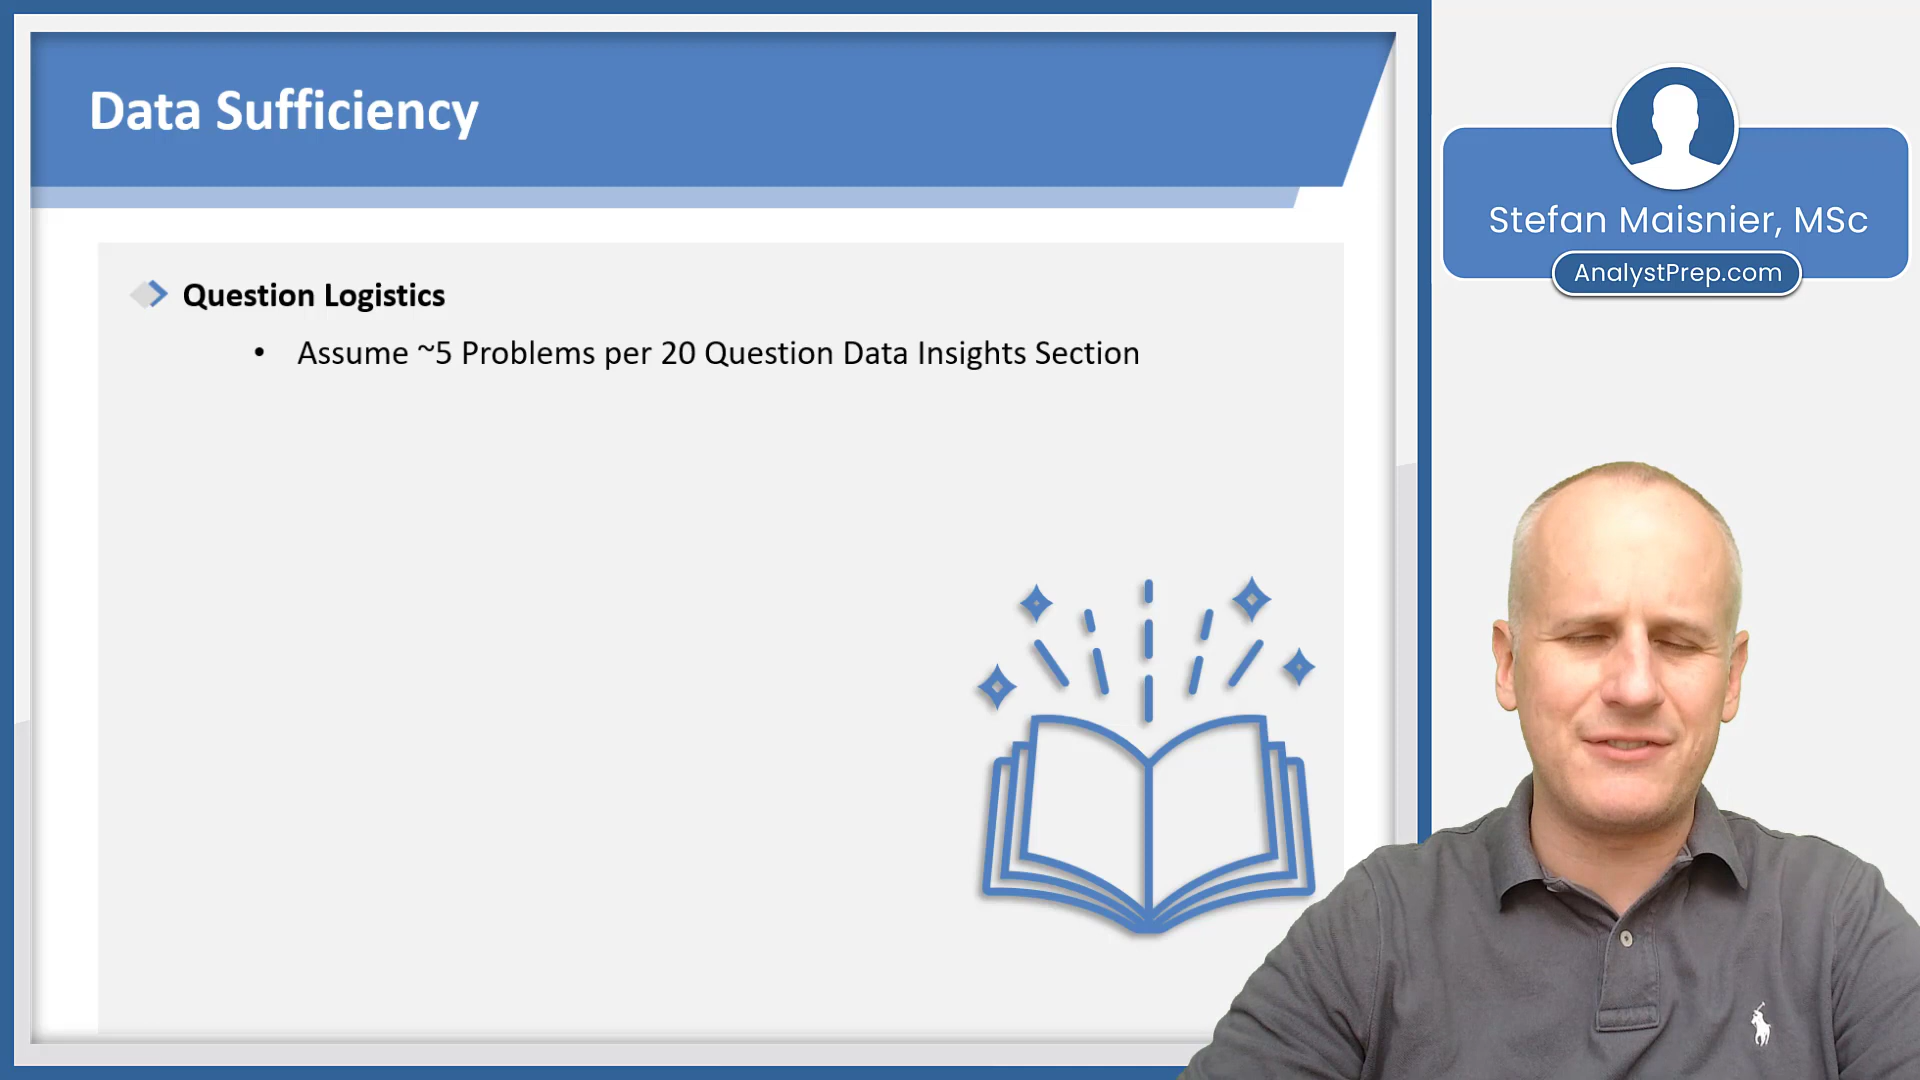 Data Sufficiency
Question Logistics
• Assume ~5 Problems per 20 Question Data Insights Section
Stefan Maisnier, MSc
AnalystPrep.com